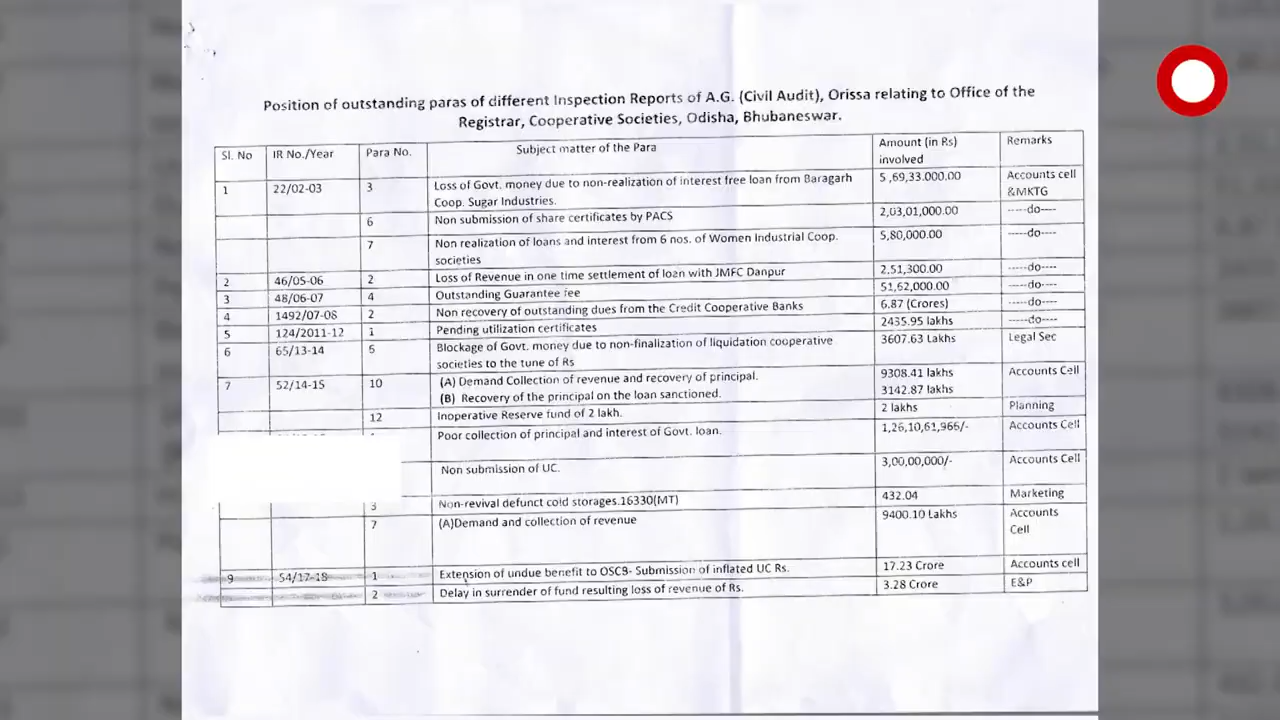 Position of outstanding paras of different Inspection Reports of A.G. (Civil Audit), Orissa relating to Office of the
Registrar, Cooperative Societies, Odisha, Bhubaneswar.
Sl. No IR No./Year Para No. Subject matter of the Para Amount (in Rs) involved Remarks
1 22/02-03 3 Loss of Govt. money due to non-realization of interest free loan from Baragarh 5,69,33.000.00 Accounts cell
Coop. Sugar Industries. &MKTG
6 Non submission of share certificates by PACS 2,03,01,000.00 -----do----
7 Non realization of loans and interest from 6 nos. of Women Industrial Coop. 5,80,000.00 -----do----
societies
2 46/05-06 2 Loss of Revenue in one time settlement of loan with JMFC Danpur 2,51,300.00 -----do----
3 48/06-07 4 Outstanding Guarantee fee 51,62,000.00 -----do----
4 1492/07-08 2 Non recovery of outstanding dues from the Credit Cooperative Banks 6.87 (Crores) -----do----
5 124/2011-12 1 Pending utilization certificates 2435.95 lakhs -----do----
6 65/13-14 5 Blockage of Govt. money due to non-finalization of liquidation cooperative 3607.63 Lakhs Legal Sec
societies to the tune of Rs
7 52/14-15 10 (A) Demand Collection of revenue and recovery of principal. 9308.41 lakhs Accounts Cell
(B) Recovery of the principal on the loan sanctioned. 3142.87 lakhs
12 Inoperative Reserve fund of 2 lakh. 2 lakhs Planning
Poor collection of principal and interest of Govt. loan. 1,26,10,61,966/- Accounts Cell
Non submission of UC. 3,00,00,000/- Accounts Cell
3 Non-revival defunct cold storages.16330(MT) 432.04 Marketing
7 (A)Demand and collection of revenue 9400.10 Lakhs Accounts
Cell
9 54/17-18 1 Extension of undue benefit to OSCB- Submission of inflated UC Rs. 17.23 Crore Accounts cell
2 Delay in surrender of fund resulting loss of revenue of Rs. 3.28 Crore E&P